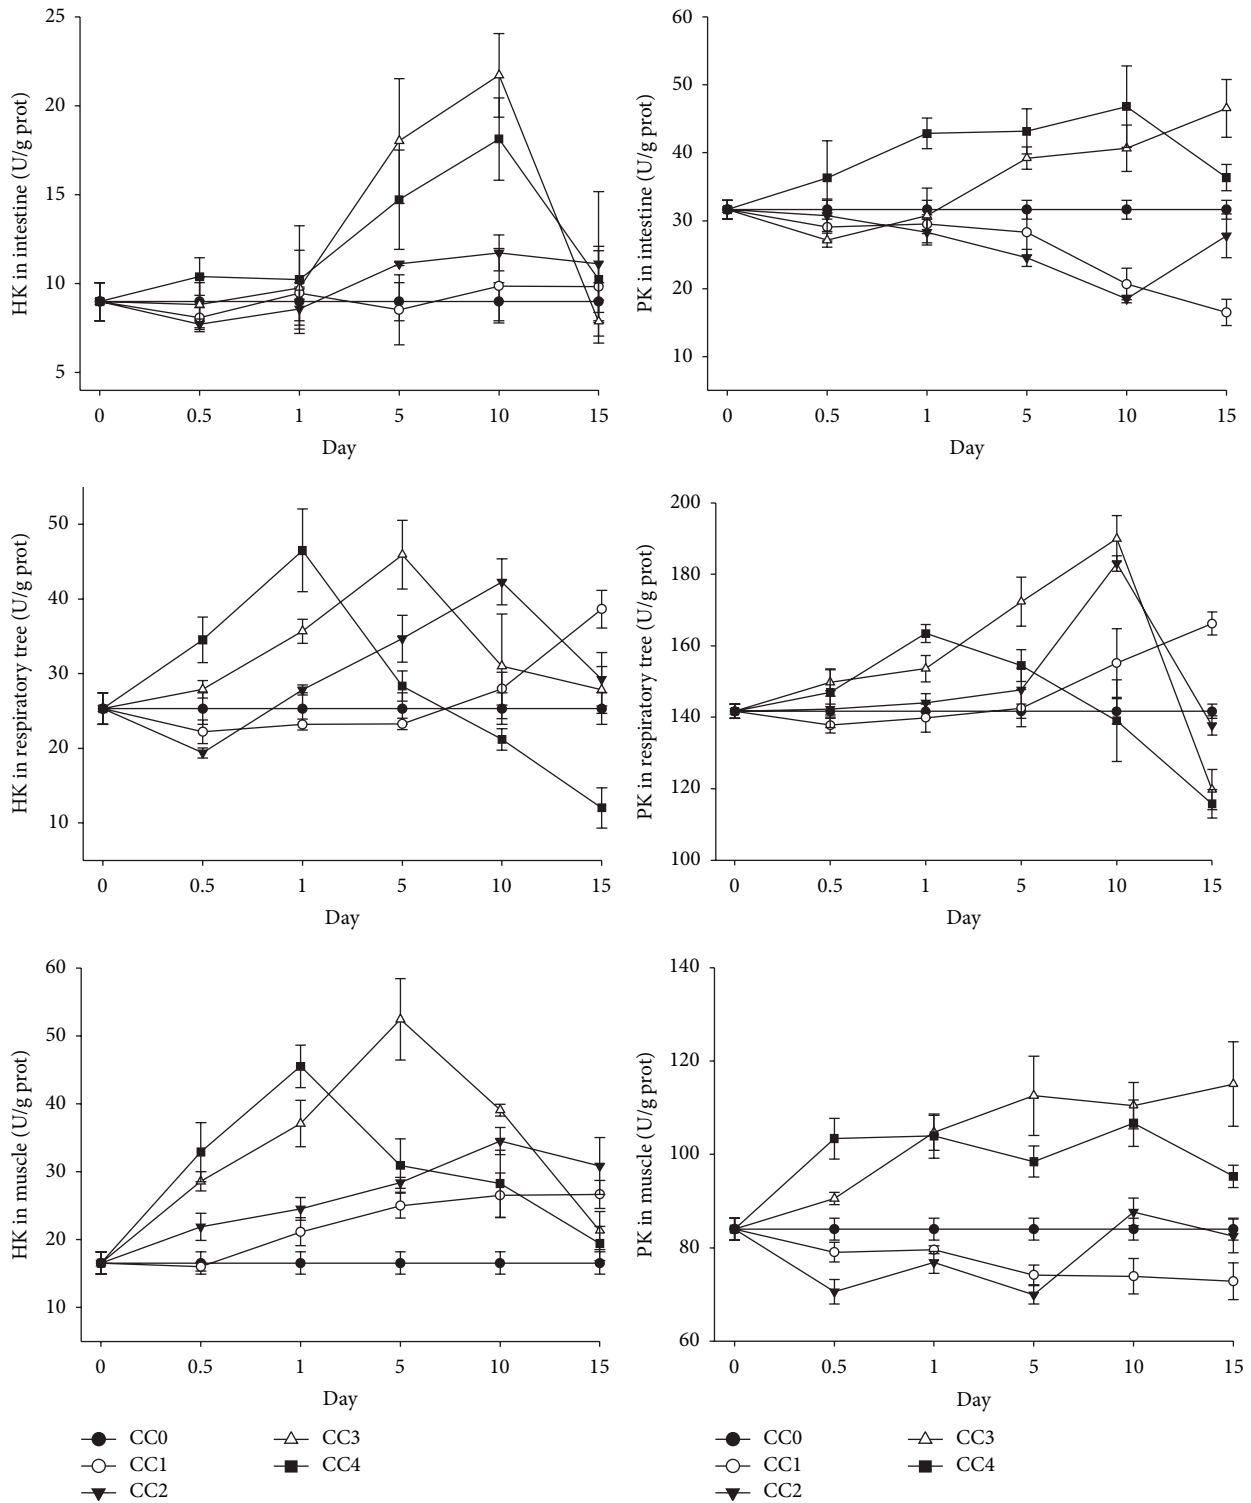 25
20
15
10
5
HK in intestine (U/g prot)
0 0.5 1 5 10 15
Day
60
50
40
30
20
10
PK in intestine (U/g prot)
0 0.5 1 5 10 15
Day
50
40
30
20
10
HK in respiratory tree (U/g prot)
0 0.5 1 5 10 15
Day
200
180
160
140
120
100
PK in respiratory tree (U/g prot)
0 0.5 1 5 10 15
Day
60
50
40
30
20
10
HK in muscle (U/g prot)
0 0.5 1 5 10 15
Day
140
120
100
80
60
PK in muscle (U/g prot)
0 0.5 1 5 10 15
Day
CC0
CC1
CC2
CC3
CC4
CC0
CC1
CC2
CC3
CC4